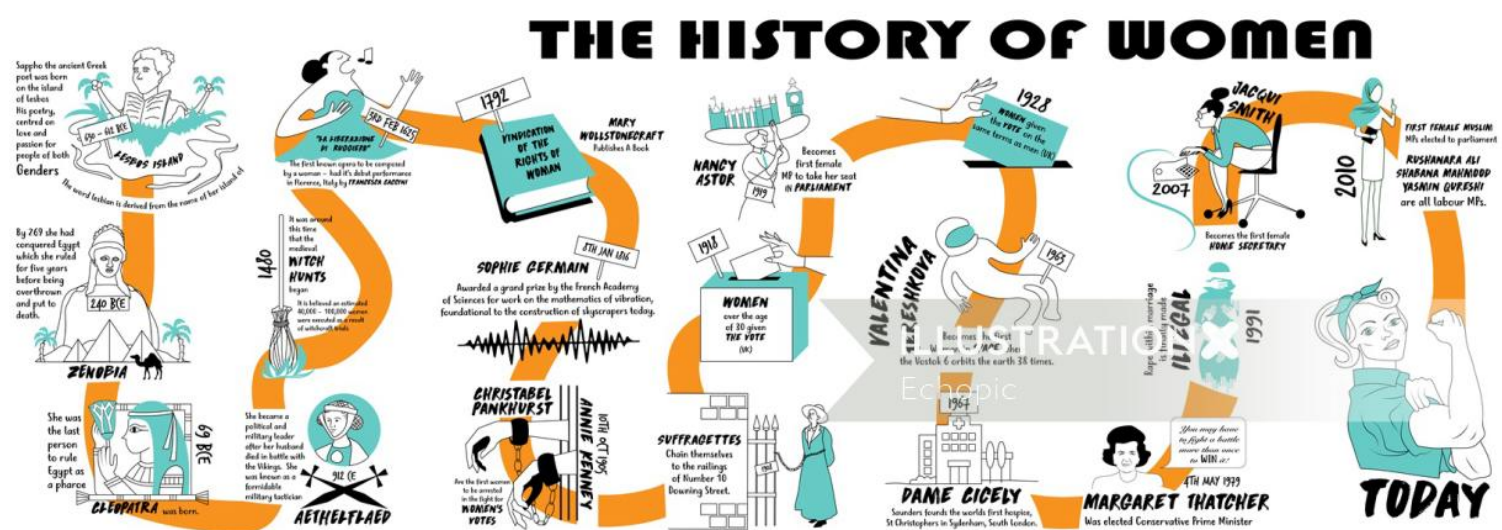 THE HISTORY OF WOMEN
Sappho the ancient Greek
poet was born
on the island
of lesbos
His poetry,
centred on
love and
passion for
people of both
Genders
630 - 612 BCE
LESBOS ISLAND
The word lesbian is derived from the name of her island of
By 269 she had
conquered Egypt
which she ruled
for five years
before being
overthrown
and put to
death.
240 BCE
ZENOBIA
She was
the last
person
to rule
Egypt as
a pharoe
69 BCE
CLEOPATRA was born.
She became a
political and
military leader
after her husband
died in battle with
the Vikings. She
was known as a
formidable
military tactician
912 CE
AETHELFLAED
1480
It was around
this time
that the
medieval
WITCH
HUNTS
began
It is believed an estimated
40,000 - 100,000 women
were executed as a result
of witchcraft trials
3RD FEB 1625
"LA LIBERAZIONE
DI RUGGIERO"
The first known opera to be composed
by a woman - had it's debut performance
in Florence, Italy by FRANCESCA CACCINI
1792
VINDICATION
OF THE
RIGHTS OF
WOMAN
MARY
WOLLSTONECRAFT
Publishes A Book
8TH JAN 1816
SOPHIE GERMAIN
Awarded a grand prize by the French Academy
of Sciences for work on the mathematics of vibration,
foundational to the construction of skyscrapers today.
CHRISTABEL
PANKHURST
ANNIE KENNEY
10TH OCT 1905
Are the first women
to be arrested
in the fight for
WOMEN'S
VOTES
SUFFRAGETTES
Chain themselves
to the railings
of Number 10
Downing Street.
1908
1918
WOMEN
over the age
of 30 given
THE VOTE
(UK)
NANCY
ASTOR
1919
Becomes
first female
MP to take her seat
IN PARLIAMENT
1928
WOMEN given
the VOTE on the
same terms as men (UK)
VALENTINA
TERESHKOVA
1963
Becomes the first
Woman in SPACE
the Vostok 6 orbits the earth 38 times.
1967
DAME CICELY
Saunders founds the worlds first hospice,
St Christophers in Sydenham, South London.
You may have
to fight a battle
more than once
to WIN it!
4TH MAY 1979
MARGARET THATCHER
Was elected Conservative Prime Minister
Rape within marriage
is finally made
ILLEGAL
1991
JACQUI
SMITH
2007
Becomes the first female
HOME SECRETARY
2010
FIRST FEMALE MUSLIM
MPs elected to parliament
RUSHANARA ALI
SHABANA MAHMOOD
YASMIN QURESHI
are all labour MPs.
TODAY
ILLUSTRATION X
Echopic